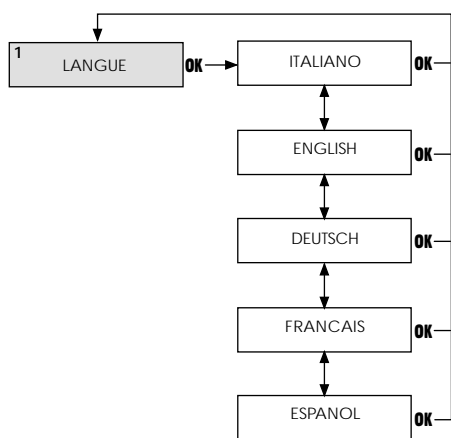 1
LANGUE OK ITALIANO OK
ENGLISH OK
DEUTSCH OK
FRANCAIS OK
ESPANOL OK